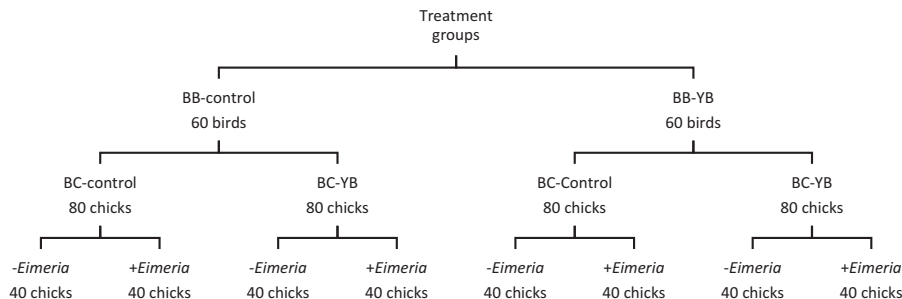 Treatment
groups
BB-control
60 birds
BB-YB
60 birds
BC-control
80 chicks
BC-YB
80 chicks
BC-Control
80 chicks
BC-YB
80 chicks
-Eimeria
40 chicks
+Eimeria
40 chicks
-Eimeria
40 chicks
+Eimeria
40 chicks
-Eimeria
40 chicks
+Eimeria
40 chicks
-Eimeria
40 chicks
+Eimeria
40 chicks